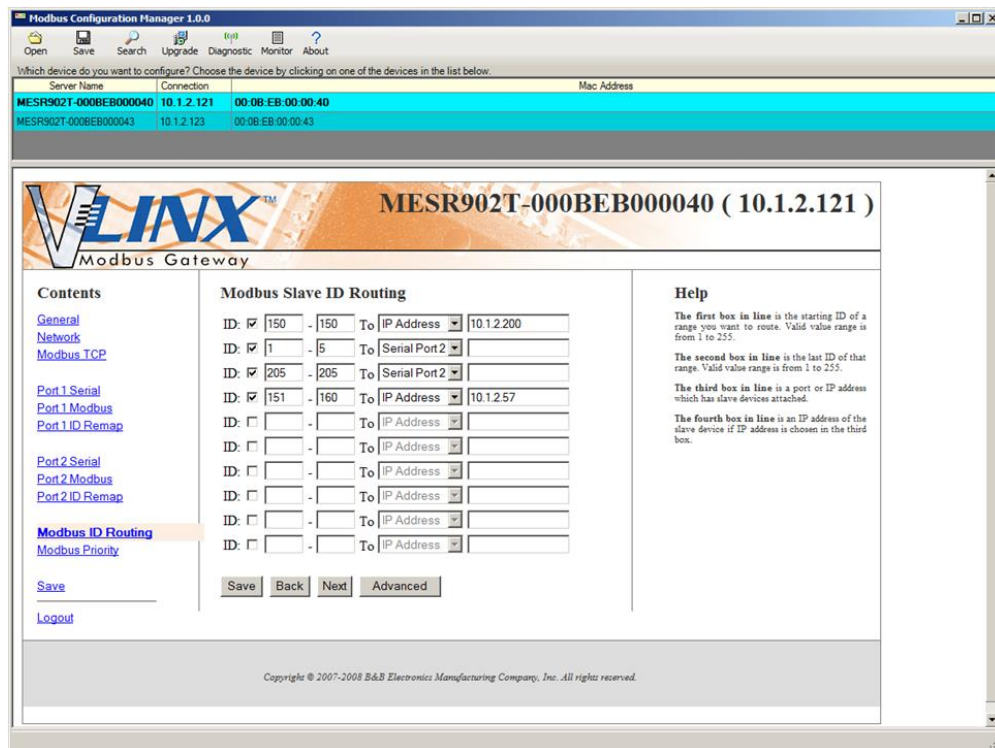 Modbus Configuration Manager 1.0.0
Open Save Search Upgrade Diagnostic Monitor About
Which device do you want to configure? Choose the device by clicking on one of the devices in the list below.
Server Name Connection Mac Address
MESR902T-000BEB000040 10.1.2.121 00:0B:EB:00:00:40
MESR902T-000BEB000043 10.1.2.123 00:0B:EB:00:00:43
VLINX™
Modbus Gateway
MESR902T-000BEB000040 ( 10.1.2.121 )
Contents
General
Network
Modbus TCP
Port 1 Serial
Port 1 Modbus
Port 1 ID Remap
Port 2 Serial
Port 2 Modbus
Port 2 ID Remap
Modbus ID Routing
Modbus Priority
Save
Logout
Modbus Slave ID Routing
ID: 150 - 150 To IP Address 10.1.2.200
ID: 1 - 5 To Serial Port 2
ID: 205 - 205 To Serial Port 2
ID: 151 - 160 To IP Address 10.1.2.57
ID: - To IP Address
ID: - To IP Address
ID: - To IP Address
ID: - To IP Address
ID: - To IP Address
ID: - To IP Address
Save Back Next Advanced
Help
The first box in line is the starting ID of a
range you want to route. Valid value range is
from 1 to 255.
The second box in line is the last ID of that
range. Valid value range is from 1 to 255.
The third box in line is a port or IP address
which has slave devices attached.
The fourth box in line is an IP address of the
slave device if IP address is chosen in the third
box.
Copyright © 2007-2008 B&B Electronics Manufacturing Company, Inc. All rights reserved.